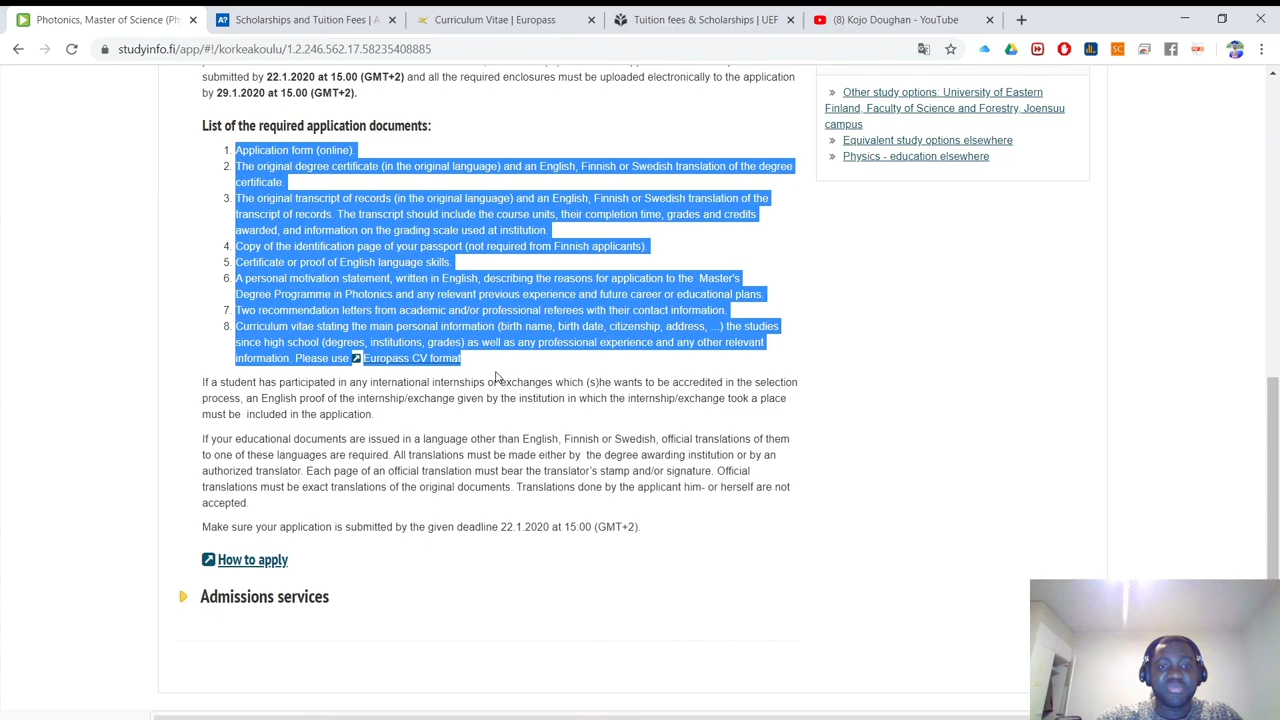 Photonics, Master of Science (Ph
Scholarships and Tuition Fees | A
Curriculum Vitae | Europass
Tuition fees & Scholarships | UEF
(8) Kojo Doughan - YouTube
studyinfo.fi/app/#!/korkeakoulu/1.2.246.562.17.58235408885
submitted by 22.1.2020 at 15.00 (GMT+2) and all the required enclosures must be uploaded electronically to the application
by 29.1.2020 at 15.00 (GMT+2).
List of the required application documents:
1. Application form (online).
2. The original degree certificate (in the original language) and an English, Finnish or Swedish translation of the degree
certificate.
3. The original transcript of records (in the original language) and an English, Finnish or Swedish translation of the
transcript of records. The transcript should include the course units, their completion time, grades and credits
awarded, and information on the grading scale used at institution.
4. Copy of the identification page of your passport (not required from Finnish applicants).
5. Certificate or proof of English language skills.
6. A personal motivation statement, written in English, describing the reasons for application to the Master's
Degree Programme in Photonics and any relevant previous experience and future career or educational plans.
7. Two recommendation letters from academic and/or professional referees with their contact information.
8. Curriculum vitae stating the main personal information (birth name, birth date, citizenship, address, ...) the studies
since high school (degrees, institutions, grades) as well as any professional experience and any other relevant
information. Please use Europass CV format
If a student has participated in any international internships or exchanges which (s)he wants to be accredited in the selection
process, an English proof of the internship/exchange given by the institution in which the internship/exchange took a place
must be included in the application.
If your educational documents are issued in a language other than English, Finnish or Swedish, official translations of them
to one of these languages are required. All translations must be made either by the degree awarding institution or by an
authorized translator. Each page of an official translation must bear the translator's stamp and/or signature. Official
translations must be exact translations of the original documents. Translations done by the applicant him- or herself are not
accepted.
Make sure your application is submitted by the given deadline 22.1.2020 at 15:00 (GMT+2).
How to apply
Admissions services
Other study options: University of Eastern
Finland, Faculty of Science and Forestry, Joensuu
campus
Equivalent study options elsewhere
Physics - education elsewhere